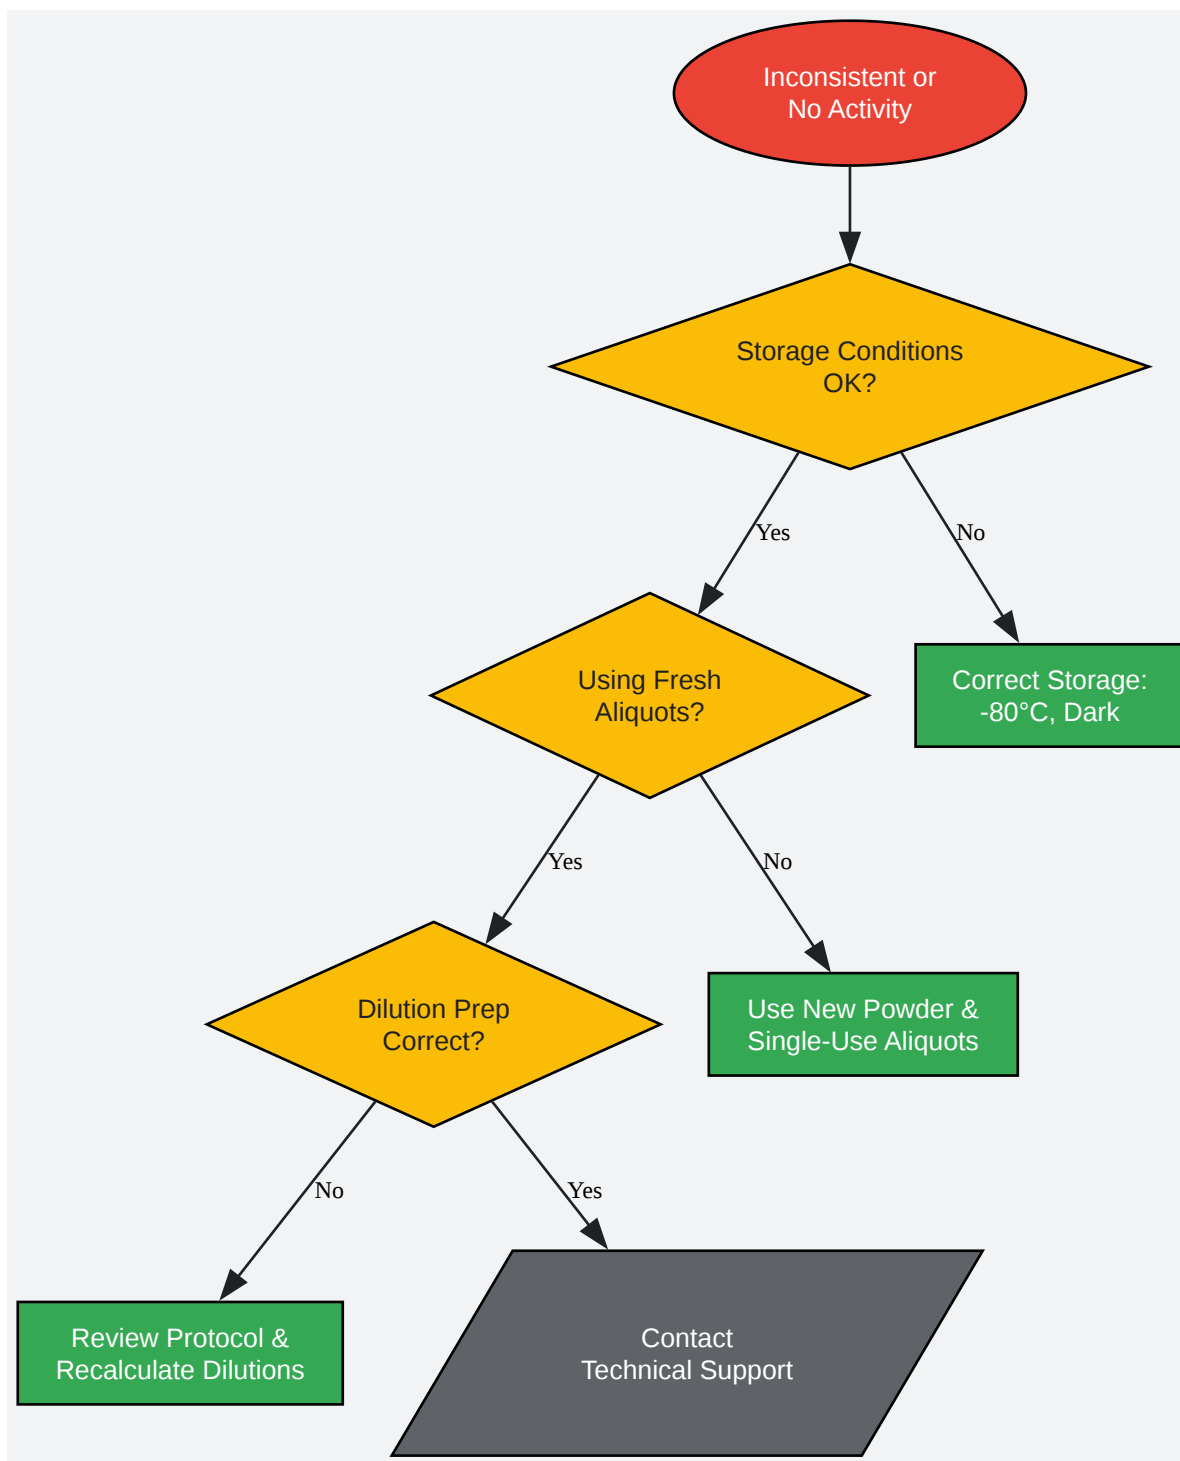 Inconsistent or
No Activity
Storage Conditions
OK?
Yes
No
Using Fresh
Aliquots?
Correct Storage:
-80°C, Dark
Yes
No
Dilution Prep
Correct?
Use New Powder &
Single-Use Aliquots
No
Yes
Review Protocol &
Recalculate Dilutions
Contact
Technical Support